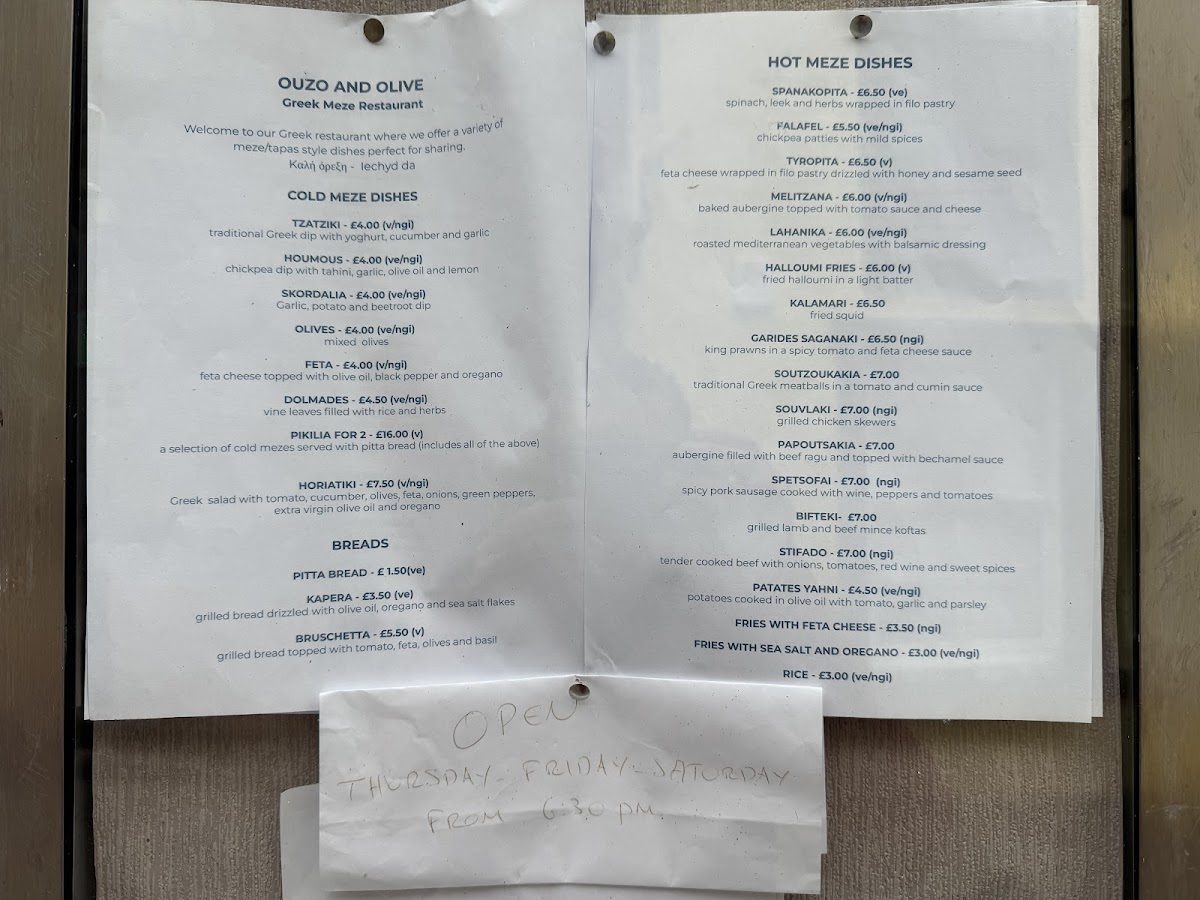 OUZO AND OLIVE
Greek Meze Restaurant
Welcome to our Greek restaurant where we offer a variety of
meze/tapas style dishes perfect for sharing.
Καλή όρεξη - Iechyd da
COLD MEZE DISHES
TZATZIKI - £4.00 (v/ngi)
traditional Greek dip with yoghurt, cucumber and garlic
HOUMOUS - £4.00 (ve/ngi)
chickpea dip with tahini, garlic, olive oil and lemon
SKORDALIA - £4.00 (ve/ngi)
Garlic, potato and beetroot dip
OLIVES - £4.00 (ve/ngi)
mixed olives
FETA - £4.00 (v/ngi)
feta cheese topped with olive oil, black pepper and oregano
DOLMADES - £4.50 (ve/ngi)
vine leaves filled with rice and herbs
PIKILIA FOR 2 - £16.00 (v)
a selection of cold mezes served with pitta bread (includes all of the above)
HORIATIKI - £7.50 (v/ngi)
Greek salad with tomato, cucumber, olives, feta, onions, green peppers,
extra virgin olive oil and oregano
BREADS
PITTA BREAD - £ 1.50(ve)
KAPERA - £3.50 (ve)
grilled bread drizzled with olive oil, oregano and sea salt flakes
BRUSCHETTA - £5.50 (v)
grilled bread topped with tomato, feta, olives and basil
HOT MEZE DISHES
SPANAKOPITA - £6.50 (ve)
spinach, leek and herbs wrapped in filo pastry
FALAFEL - £5.50 (ve/ngi)
chickpea patties with mild spices
TYROPITA - £6.50 (v)
feta cheese wrapped in filo pastry drizzled with honey and sesame seed
MELITZANA - £6.00 (v/ngi)
baked aubergine topped with tomato sauce and cheese
LAHANIKA - £6.00 (ve/ngi)
roasted mediterranean vegetables with balsamic dressing
HALLOUMI FRIES - £6.00 (v)
fried halloumi in a light batter
KALAMARI - £6.50
fried squid
GARIDES SAGANAKI - £6.50 (ngi)
king prawns in a spicy tomato and feta cheese sauce
SOUTZOUKAKIA - £7.00
traditional Greek meatballs in a tomato and cumin sauce
SOUVLAKI - £7.00 (ngi)
grilled chicken skewers
PAPOUTSAKIA - £7.00
aubergine filled with beef ragu and topped with bechamel sauce
SPETSOFAI - £7.00 (ngi)
spicy pork sausage cooked with wine, peppers and tomatoes
BIFTEKI- £7.00
grilled lamb and beef mince koftas
STIFADO - £7.00 (ngi)
tender cooked beef with onions, tomatoes, red wine and sweet spices
PATATES YAHNI - £4.50 (ve/ngi)
potatoes cooked in olive oil with tomato, garlic and parsley
FRIES WITH FETA CHEESE - £3.50 (ngi)
FRIES WITH SEA SALT AND OREGANO - £3.00 (ve/ngi)
RICE - £3.00 (ve/ngi)
OPEN
THURSDAY - FRIDAY - SATURDAY
FROM 6:30 PM